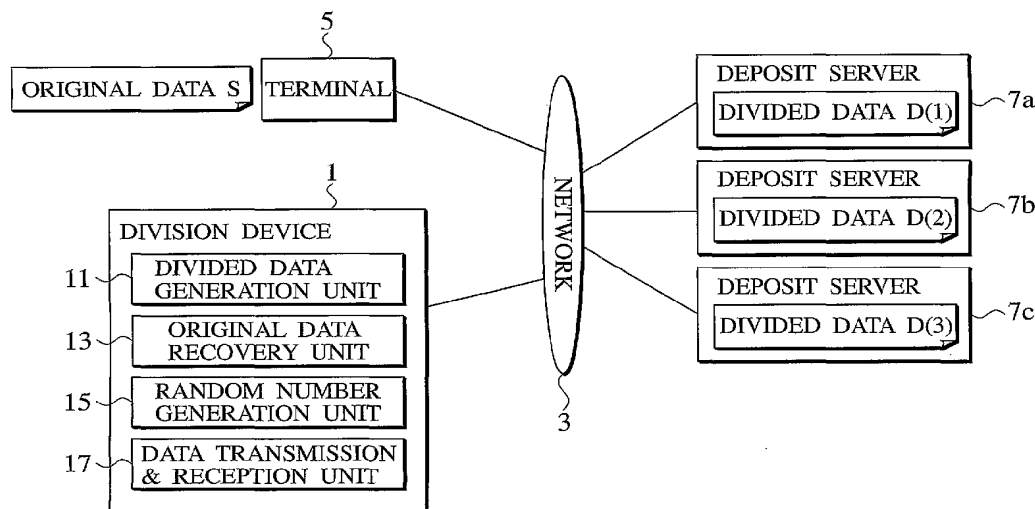 5
ORIGINAL DATA S
TERMINAL
1
DIVISION DEVICE
11
DIVIDED DATA
GENERATION UNIT
13
ORIGINAL DATA
RECOVERY UNIT
15
RANDOM NUMBER
GENERATION UNIT
17
DATA TRANSMISSION
& RECEPTION UNIT
NETWORK
3
DEPOSIT SERVER
DIVIDED DATA D(1)
7a
DEPOSIT SERVER
DIVIDED DATA D(2)
7b
DEPOSIT SERVER
DIVIDED DATA D(3)
7c